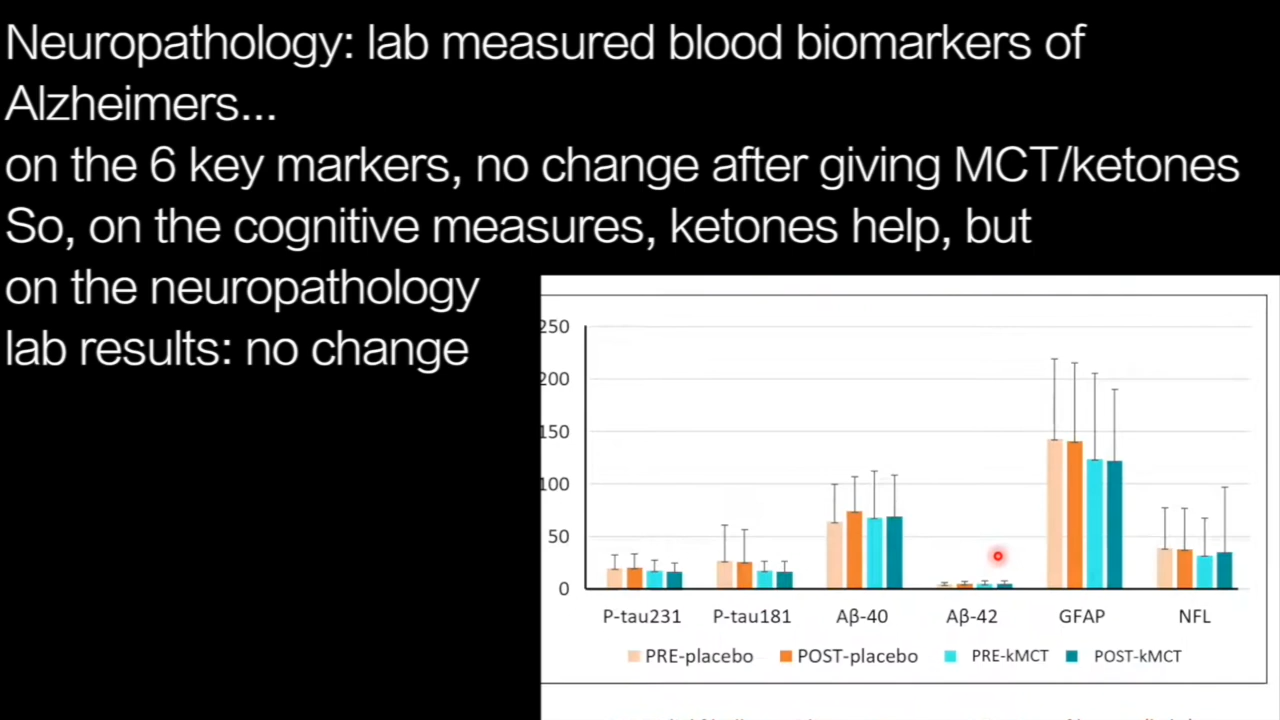 Neuropathology: lab measured blood biomarkers of
Alzheimers...
on the 6 key markers, no change after giving MCT/ketones
So, on the cognitive measures, ketones help, but
on the neuropathology
lab results: no change
250
200
150
100
50
0
P-tau231 P-tau181 Aβ-40 Aβ-42 GFAP NFL
PRE-placebo POST-placebo PRE-kMCT POST-kMCT